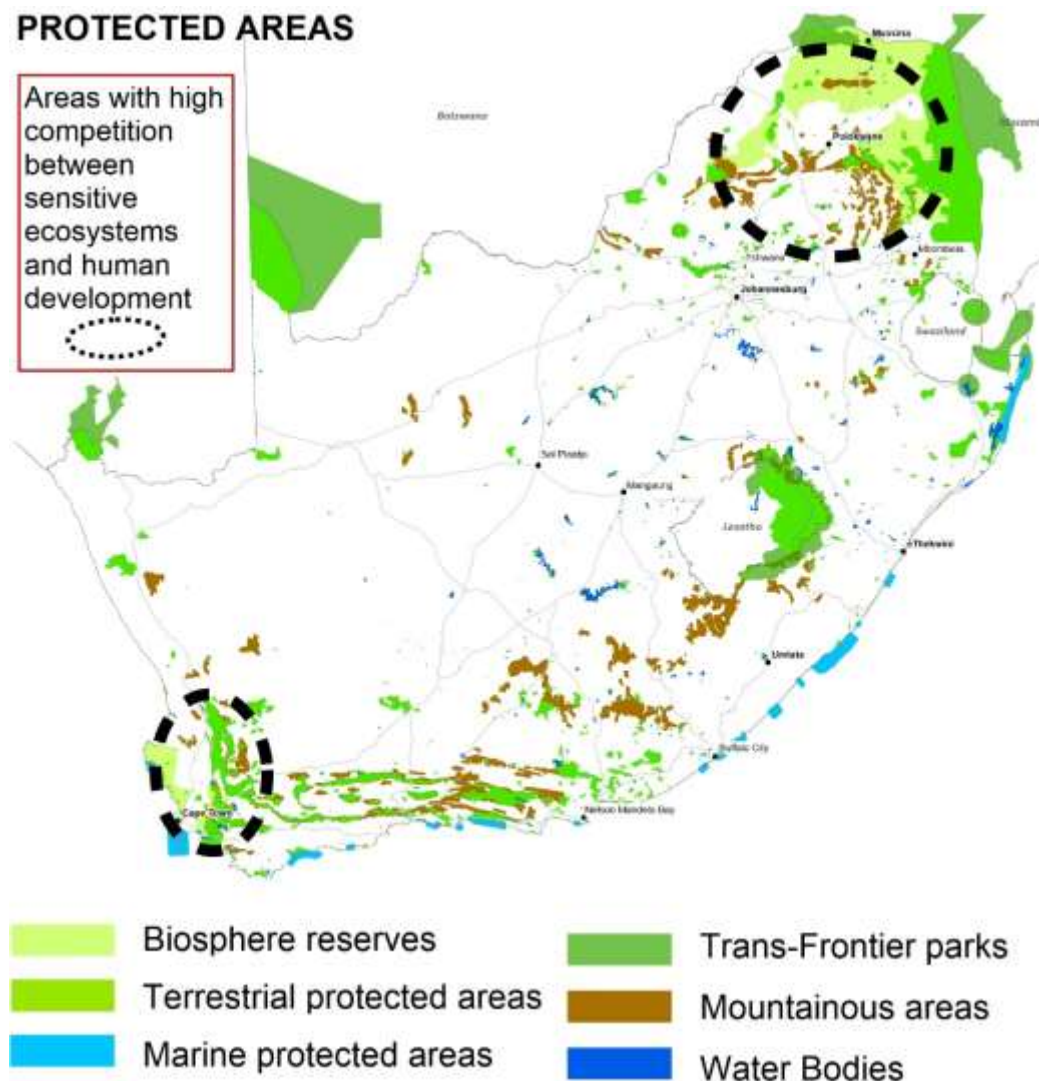 PROTECTED AREAS
Areas with high
competition
between
sensitive
ecosystems
and human
development
Musina
Botswana
Polokwane
Tshwane
Mbombela
Johannesburg
Swaziland
Sol Plaatje
Mangaung
Lesotho
eThekwini
Umtata
Buffalo City
Nelson Mandela Bay
Cape Town
Biosphere reserves
Terrestrial protected areas
Marine protected areas
Trans-Frontier parks
Mountainous areas
Water Bodies